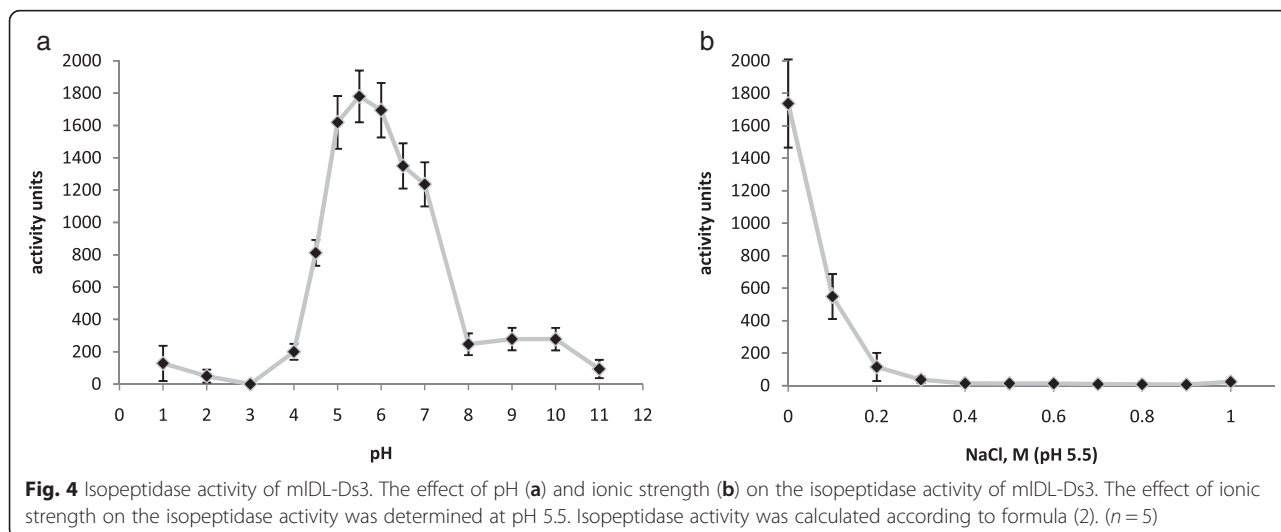 a
2000
1800
1600
1400
1200
1000
800
600
400
200
0
activity units
0 1 2 3 4 5 6 7 8 9 10 11 12
pH
b
2000
1800
1600
1400
1200
1000
800
600
400
200
0
activity units
0 0.2 0.4 0.6 0.8 1
NaCl, M (pH 5.5)
Fig. 4 Isopeptidase activity of mlDL-Ds3. The effect of pH (a) and ionic strength (b) on the isopeptidase activity of mlDL-Ds3. The effect of ionic
strength on the isopeptidase activity was determined at pH 5.5. Isopeptidase activity was calculated according to formula (2). (n = 5)